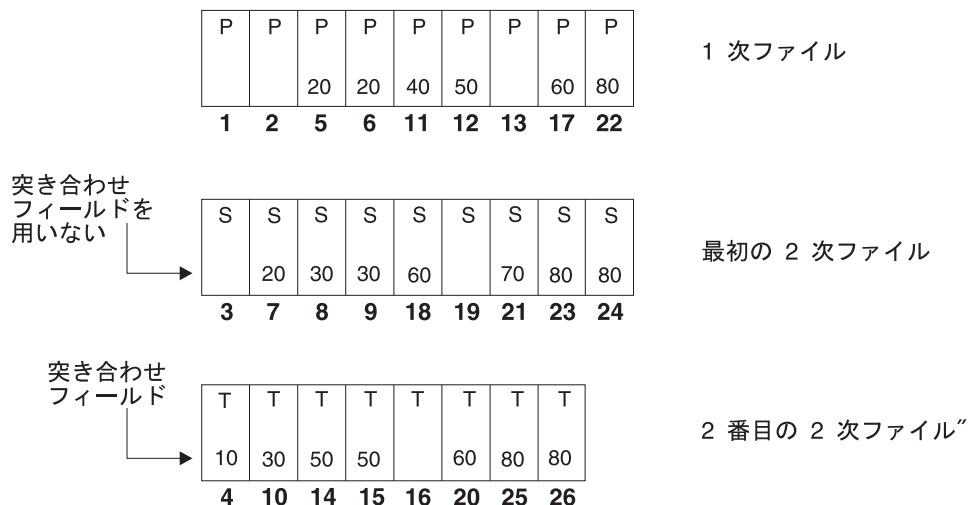 P P P P P P P P P
1 次ファイル
20 20 40 50 60 80
1 2 5 6 11 12 13 17 22
突き合わせ
フィールドを
用いない
S S S S S S S S S
最初の 2 次ファイル
20 30 30 60 70 80 80
3 7 8 9 18 19 21 23 24
突き合わせ
フィールド
T T T T T T T T
2 番目の 2 次ファイル″
10 30 50 50 60 80 80
4 10 14 15 16 20 25 26